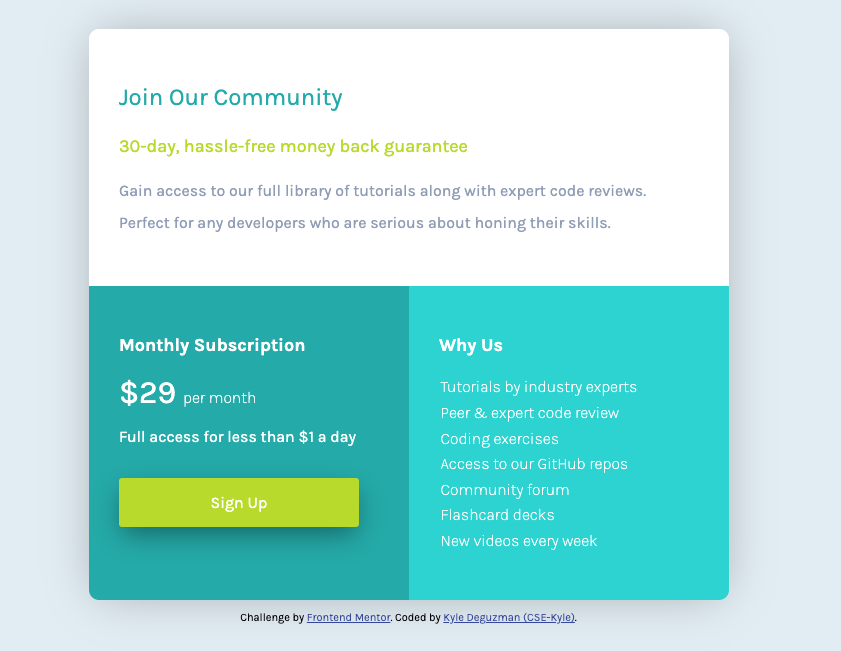 Join Our Community
30-day, hassle-free money back guarantee
Gain access to our full library of tutorials along with expert code reviews.
Perfect for any developers who are serious about honing their skills.
Monthly Subscription
$29 per month
Full access for less than $1 a day
Sign Up
Why Us
Tutorials by industry experts
Peer & expert code review
Coding exercises
Access to our GitHub repos
Community forum
Flashcard decks
New videos every week
Challenge by Frontend Mentor. Coded by Kyle Deguzman (CSE-Kyle).